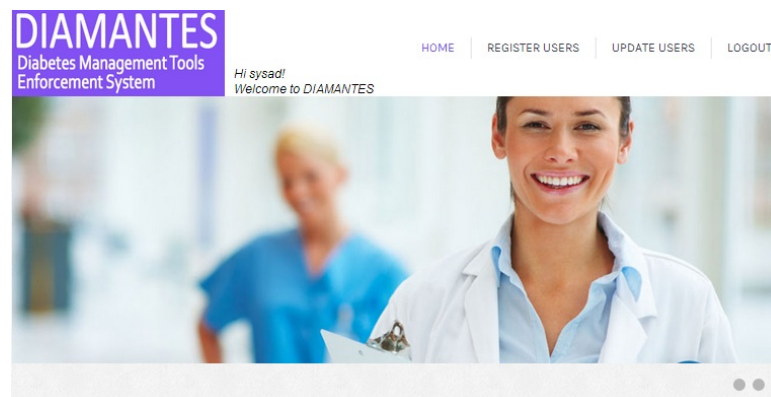 DIAMANTES
Diabetes Management Tools
Enforcement System
HOME REGISTER USERS UPDATE USERS LOGOUT
Hi sysad!
Welcome to DIAMANTES